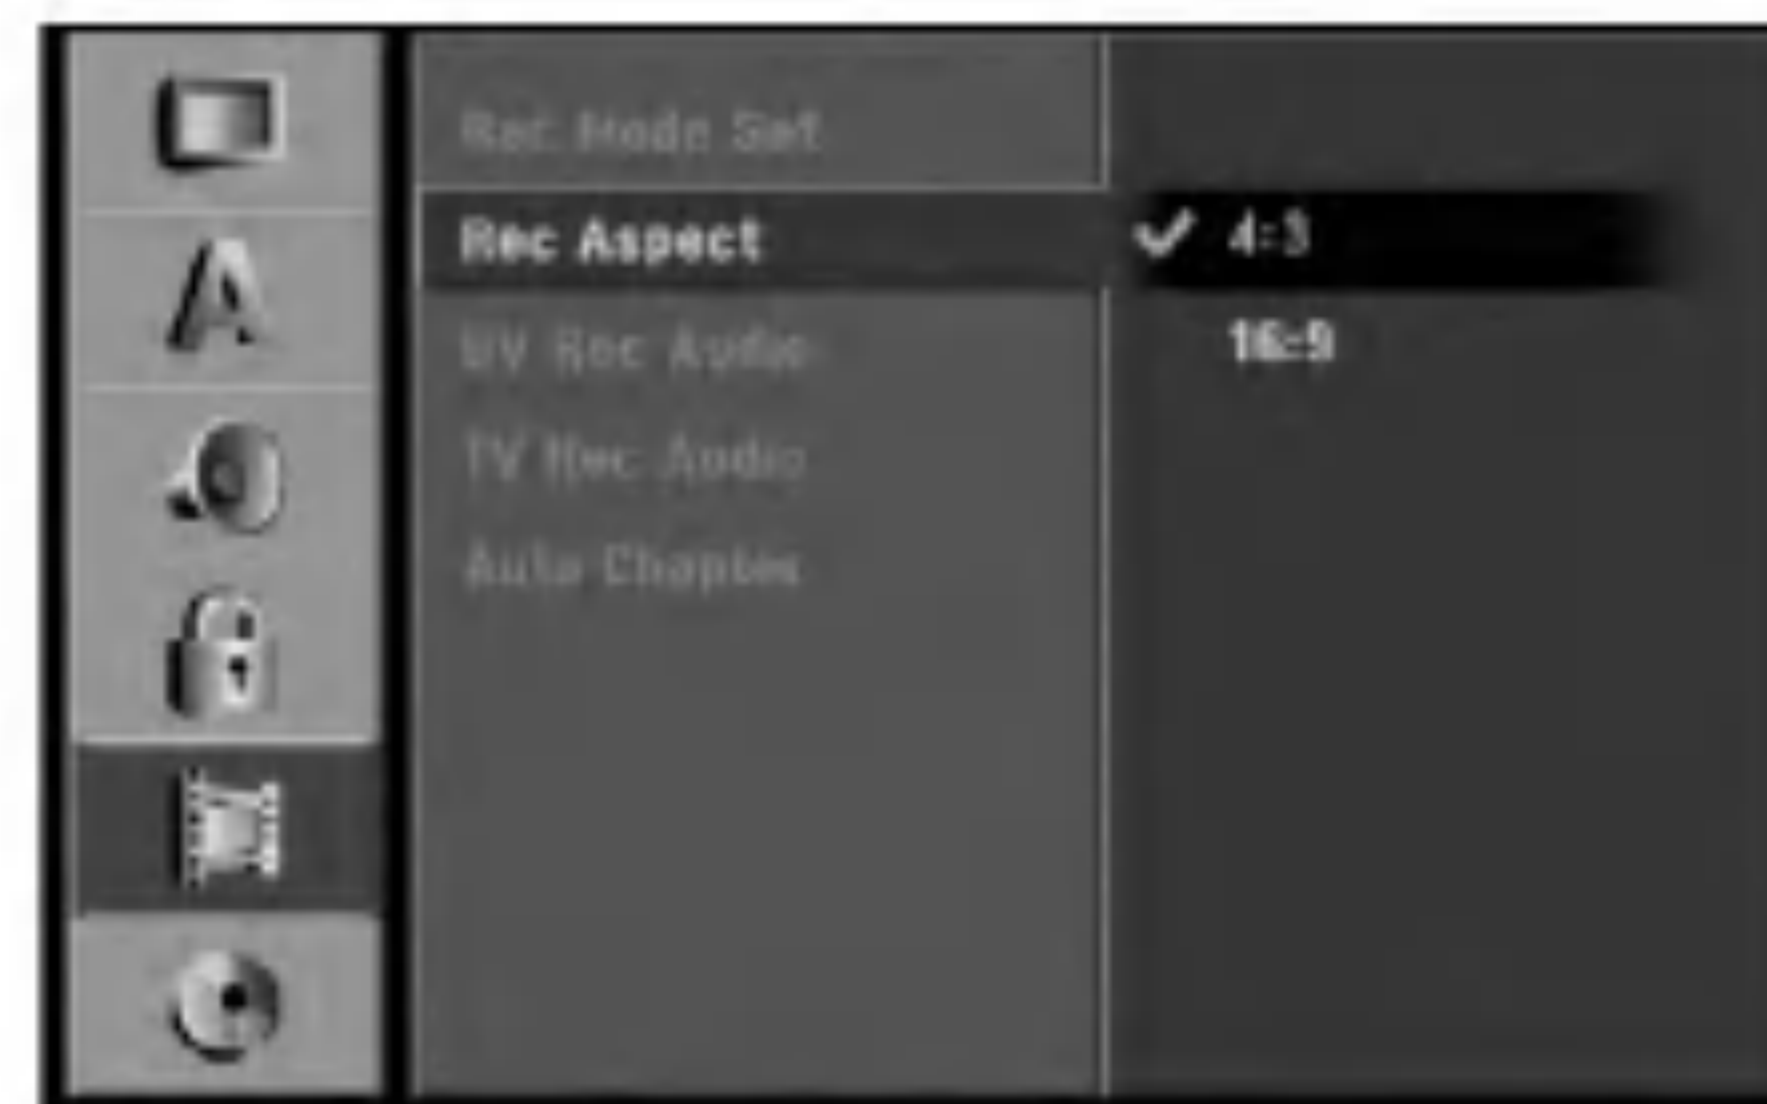 Rec Mode Set
Rec Aspect
4:3
16:9
DV Rec Audio
TV Rec Audio
Auto Chapter